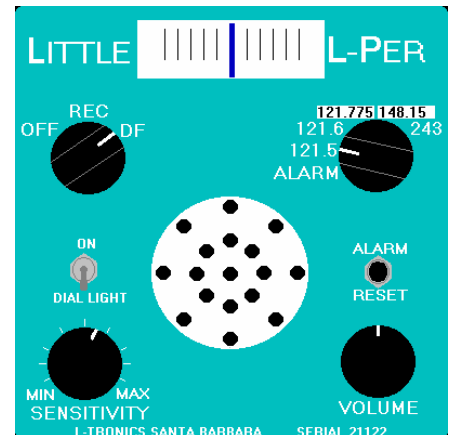 LITTLE L-PER
REC
OFF DF
121.775 148.15
121.6 243
121.5
ALARM
ON
DIAL LIGHT
ALARM
RESET
MIN MAX
SENSITIVITY
VOLUME
L-TRONICS SANTA BARBARA SERIAL 21122